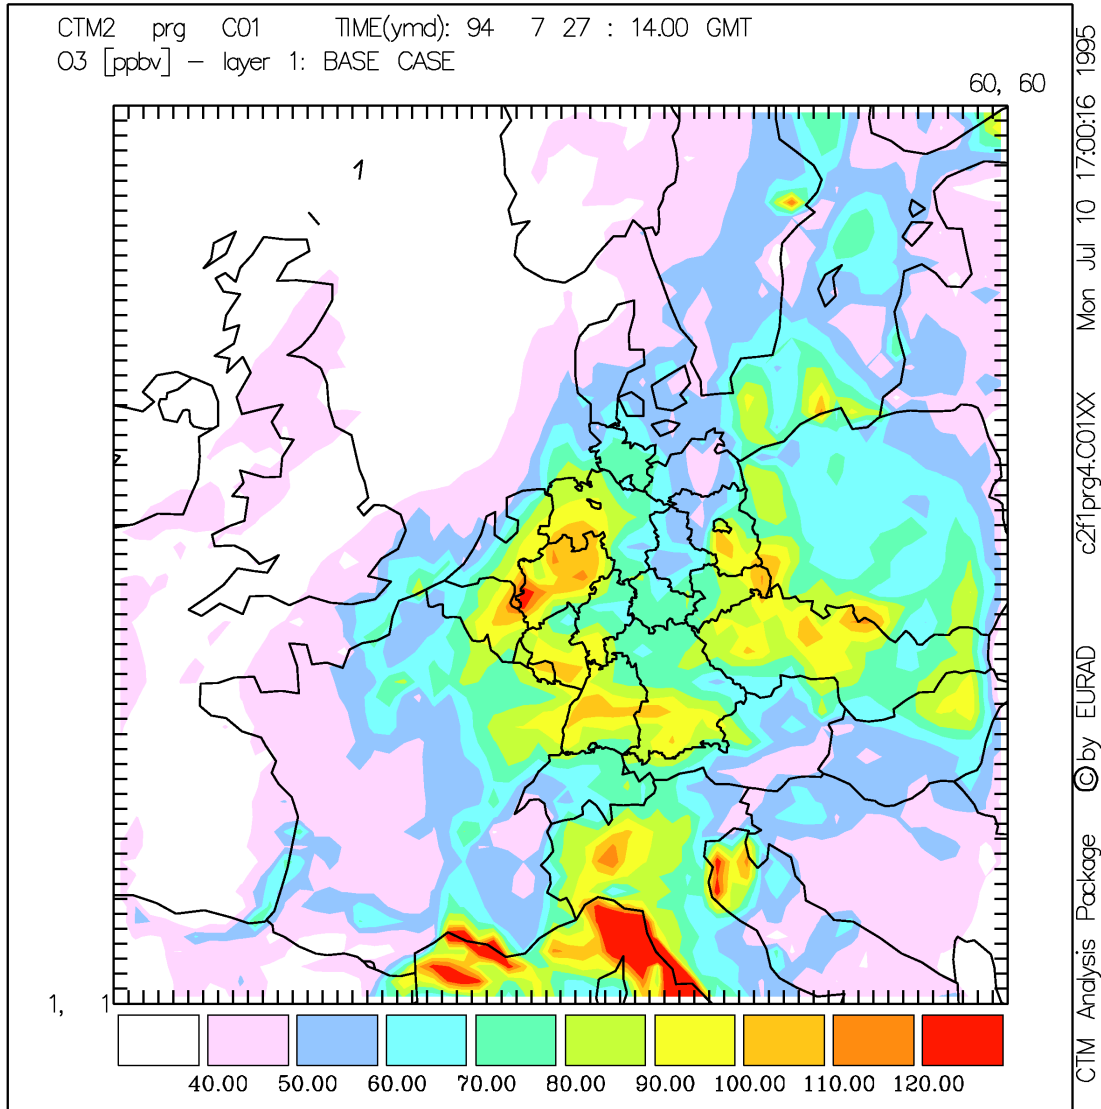 CTM2 prg C01 TIME(ymd): 94 7 27 : 14.00 GMT
O3 [ppbv] – layer 1: BASE CASE
60, 60
1
1, 1
40.00 50.00 60.00 70.00 80.00 90.00 100.00 110.00 120.00
CTM Analysis Package © by EURAD c2f1prg4.C01XX Mon Jul 10 17:00:16 1995